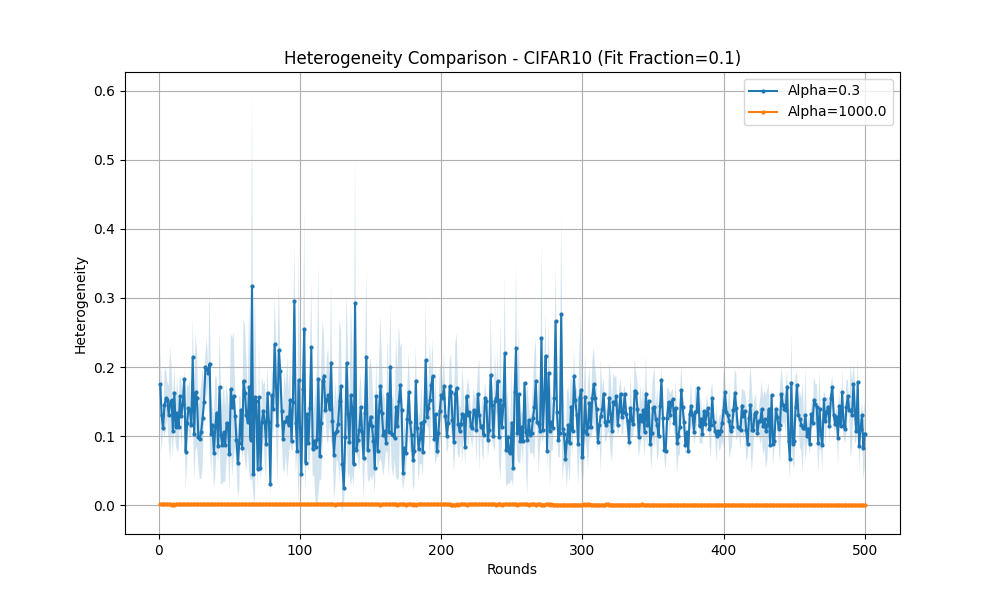 Heterogeneity Comparison - CIFAR10 (Fit Fraction=0.1)
Alpha=0.3
Alpha=1000.0
Heterogeneity
0.6
0.5
0.4
0.3
0.2
0.1
0.0
0
100
200
300
400
500
Rounds